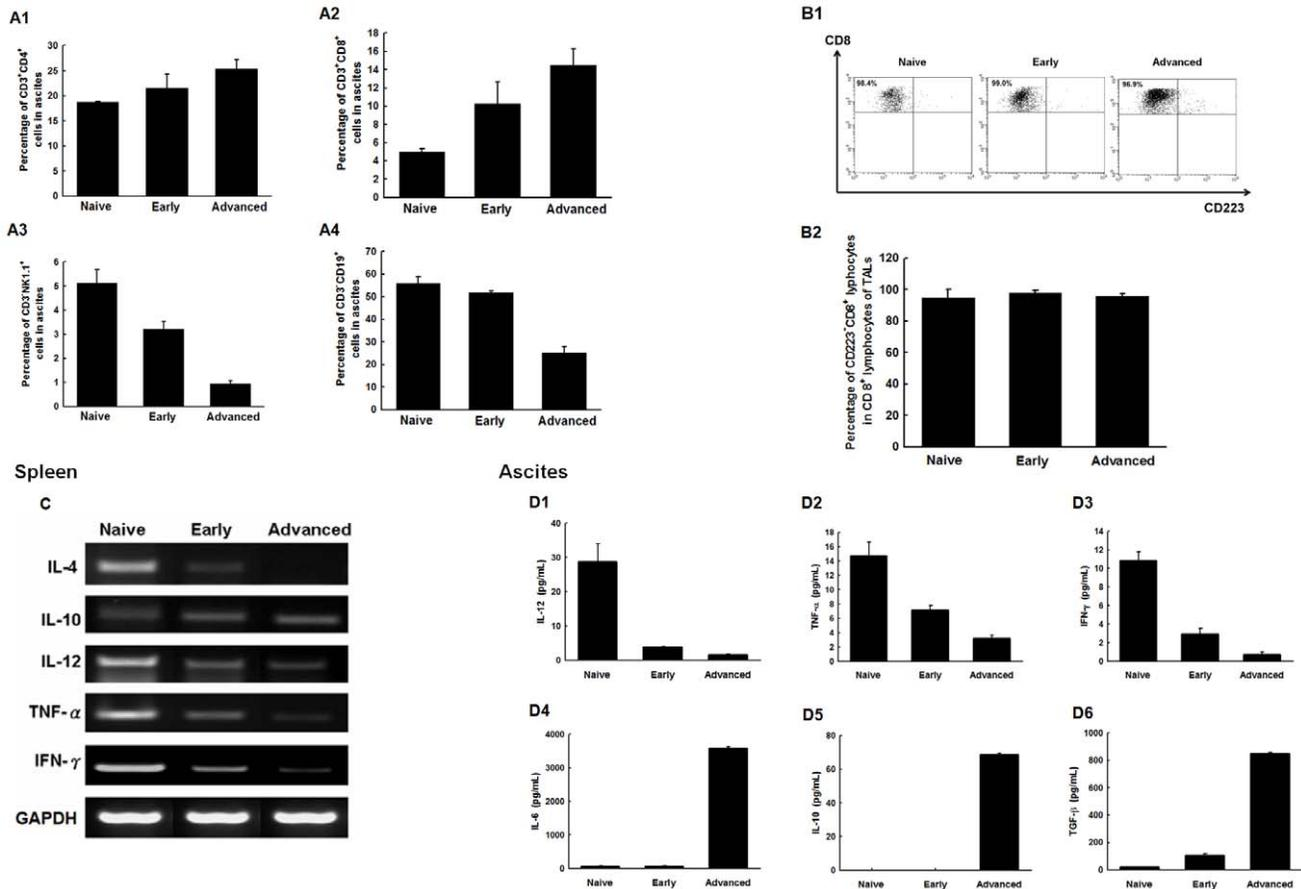 A1
Percentage of CD3⁺CD4⁺
cells in ascites
30
25
20
15
10
5
0
Naive Early Advanced
A2
Percentage of CD3⁺CD8⁺
cells in ascites
18
16
14
12
10
8
6
4
2
0
Naive Early Advanced
B1
CD8
Naive Early Advanced
98.4% 99.0% 96.9%
CD223
A3
Percentage of CD3⁻NK1.1⁺
cells in ascites
6
5
4
3
2
1
0
Naive Early Advanced
A4
Percentage of CD3⁻CD19⁺
cells in ascites
70
60
50
40
30
20
10
0
Naive Early Advanced
B2
Percentage of CD223⁻CD8⁺ lyphocytes
in CD 8⁺ lymphocytes of TALs
120
100
80
60
40
20
0
Naive Early Advanced
Spleen
C
Naive Early Advanced
IL-4
IL-10
IL-12
TNF-α
IFN-γ
GAPDH
Ascites
D1
IL-12 (pg/mL)
40
30
20
10
0
Naive Early Advanced
D2
TNF-α (pg/mL)
18
16
14
12
10
8
6
4
2
0
Naive Early Advanced
D3
IFN-γ (pg/mL)
14
12
10
8
6
4
2
0
Naive Early Advanced
D4
IL-6 (pg/mL)
4000
3000
2000
1000
0
Naive Early Advanced
D5
IL-10 (pg/mL)
80
60
40
20
0
Naive Early Advanced
D6
TGF-β (pg/mL)
1000
800
600
400
200
0
Naive Early Advanced